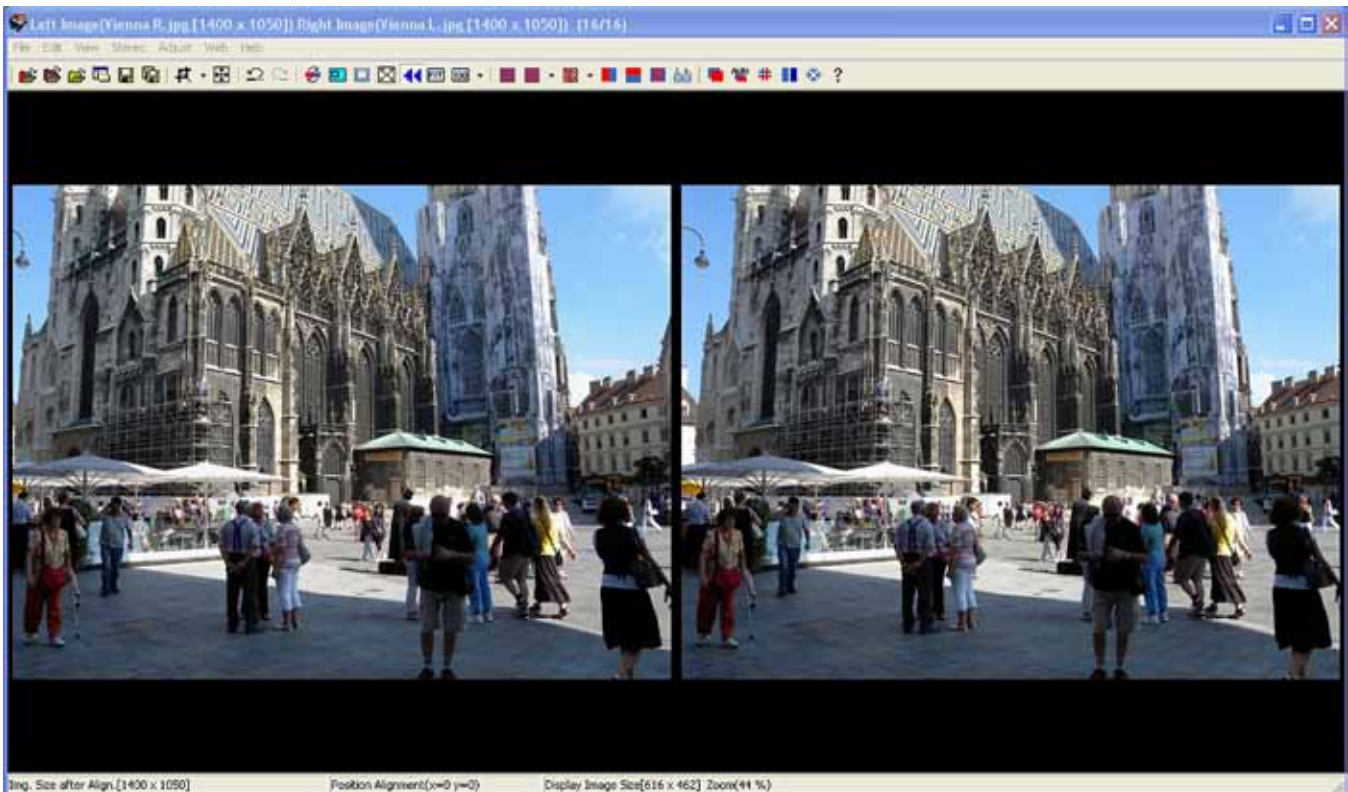 Left Image(Vienna R.jpg [1400 x 1050]) Right Image(Vienna L.jpg [1400 x 1050]) (16/16)
File Edit View Stereo Adjust Web Help
?
Img. Size after Align.[1400 x 1050] Position Alignment(x=0 y=0) Display Image Size[616 x 462] Zoom(44 %)